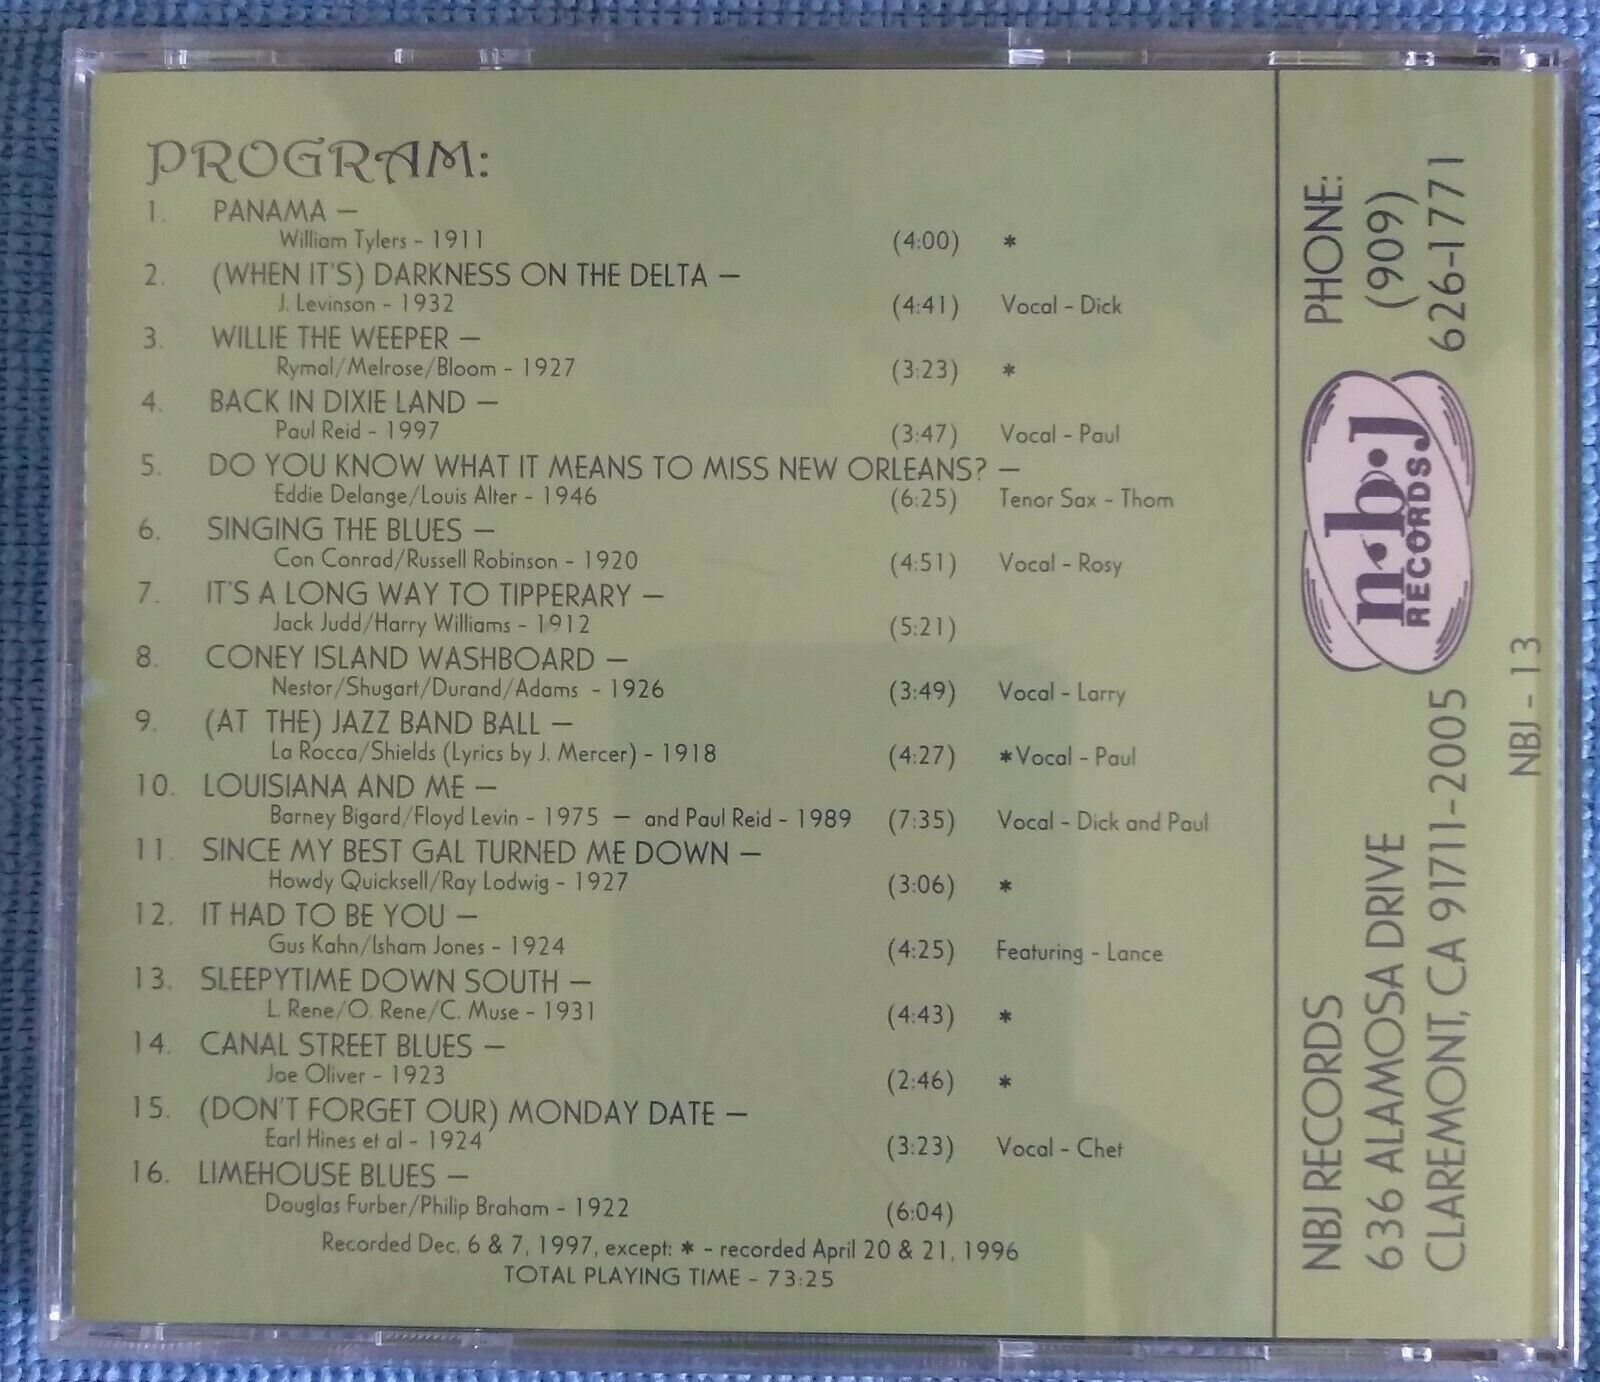 PROGRAM:
1. PANAMA —
William Tylers - 1911 (4:00) *
2. (WHEN IT'S) DARKNESS ON THE DELTA —
J. Levinson - 1932 (4:41) Vocal - Dick
3. WILLIE THE WEEPER —
Rymal/Melrose/Bloom - 1927 (3:23) *
4. BACK IN DIXIE LAND —
Paul Reid - 1997 (3:47) Vocal - Paul
5. DO YOU KNOW WHAT IT MEANS TO MISS NEW ORLEANS? —
Eddie Delange/Louis Alter - 1946 (6:25) Tenor Sax - Thom
6. SINGING THE BLUES —
Con Conrad/Russell Robinson - 1920 (4:51) Vocal - Rosy
7. IT'S A LONG WAY TO TIPPERARY —
Jack Judd/Harry Williams - 1912 (5:21)
8. CONEY ISLAND WASHBOARD —
Nestor/Shugart/Durand/Adams - 1926 (3:49) Vocal - Larry
9. (AT THE) JAZZ BAND BALL —
La Rocca/Shields (Lyrics by J. Mercer) - 1918 (4:27) *Vocal - Paul
10. LOUISIANA AND ME —
Barney Bigard/Floyd Levin - 1975 — and Paul Reid - 1989 (7:35) Vocal - Dick and Paul
11. SINCE MY BEST GAL TURNED ME DOWN —
Howdy Quicksell/Ray Lodwig - 1927 (3:06) *
12. IT HAD TO BE YOU —
Gus Kahn/Isham Jones - 1924 (4:25) Featuring - Lance
13. SLEEPYTIME DOWN SOUTH —
L. Rene/O. Rene/C. Muse - 1931 (4:43) *
14. CANAL STREET BLUES —
Joe Oliver - 1923 (2:46) *
15. (DON'T FORGET OUR) MONDAY DATE —
Earl Hines et al - 1924 (3:23) Vocal - Chet
16. LIMEHOUSE BLUES —
Douglas Furber/Philip Braham - 1922 (6:04)
Recorded Dec. 6 & 7, 1997, except: * - recorded April 20 & 21, 1996
TOTAL PLAYING TIME - 73:25
NBJ RECORDS
636 ALAMOSA DRIVE
CLAREMONT, CA 91711-2005
n•b•J
RECORDS
PHONE:
(909)
626-1771
NBJ - 13